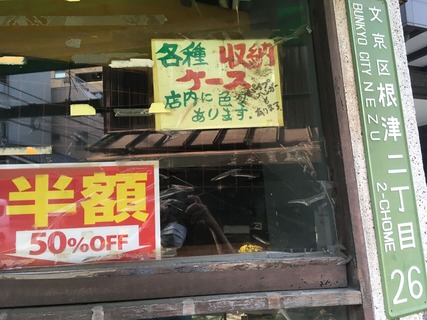 各種 収納
ケース
店内に色々
あります.
半額
50%OFF
文京区 根津 二丁目
BUNKYO CITY NEZU 2-CHOME
26